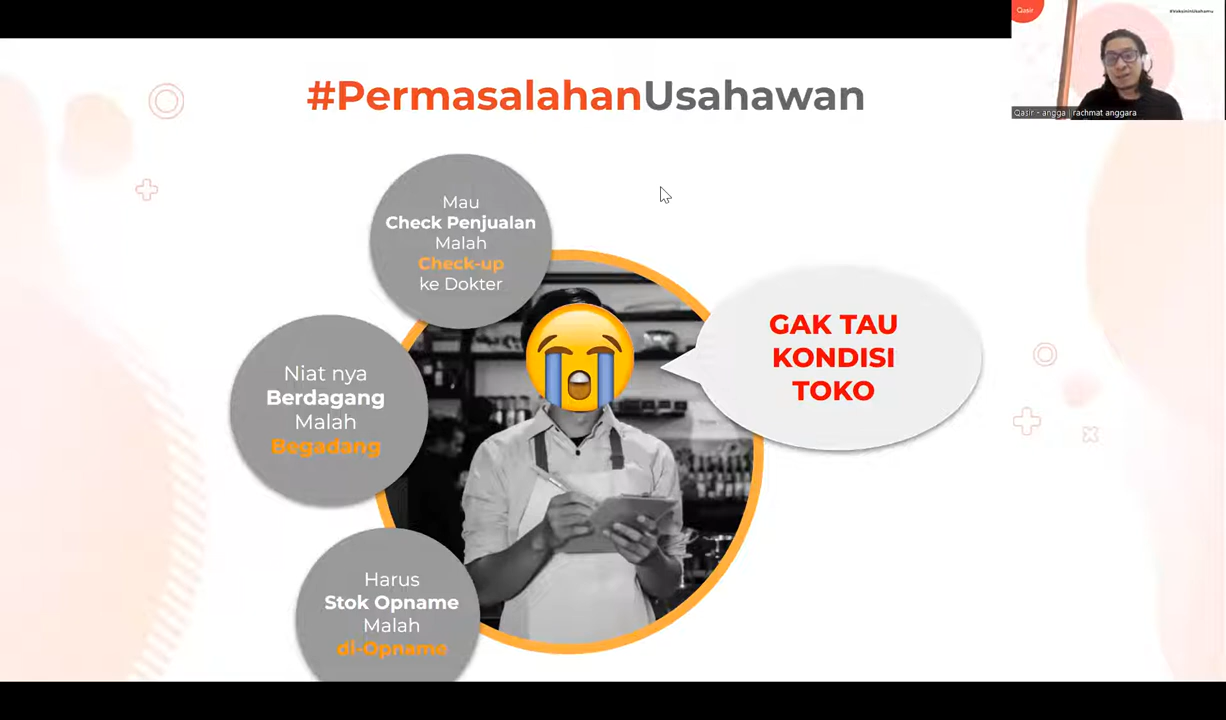 Qasir
#PermasalahanUsahawan
Qasir - angga | rachmat anggara
Mau
Check Penjualan
Malah
Check-up
ke Dokter
GAK TAU
KONDISI
TOKO
Niat nya
Berdagang
Malah
Begadang
Harus
Stok Opname
Malah
di-Opname